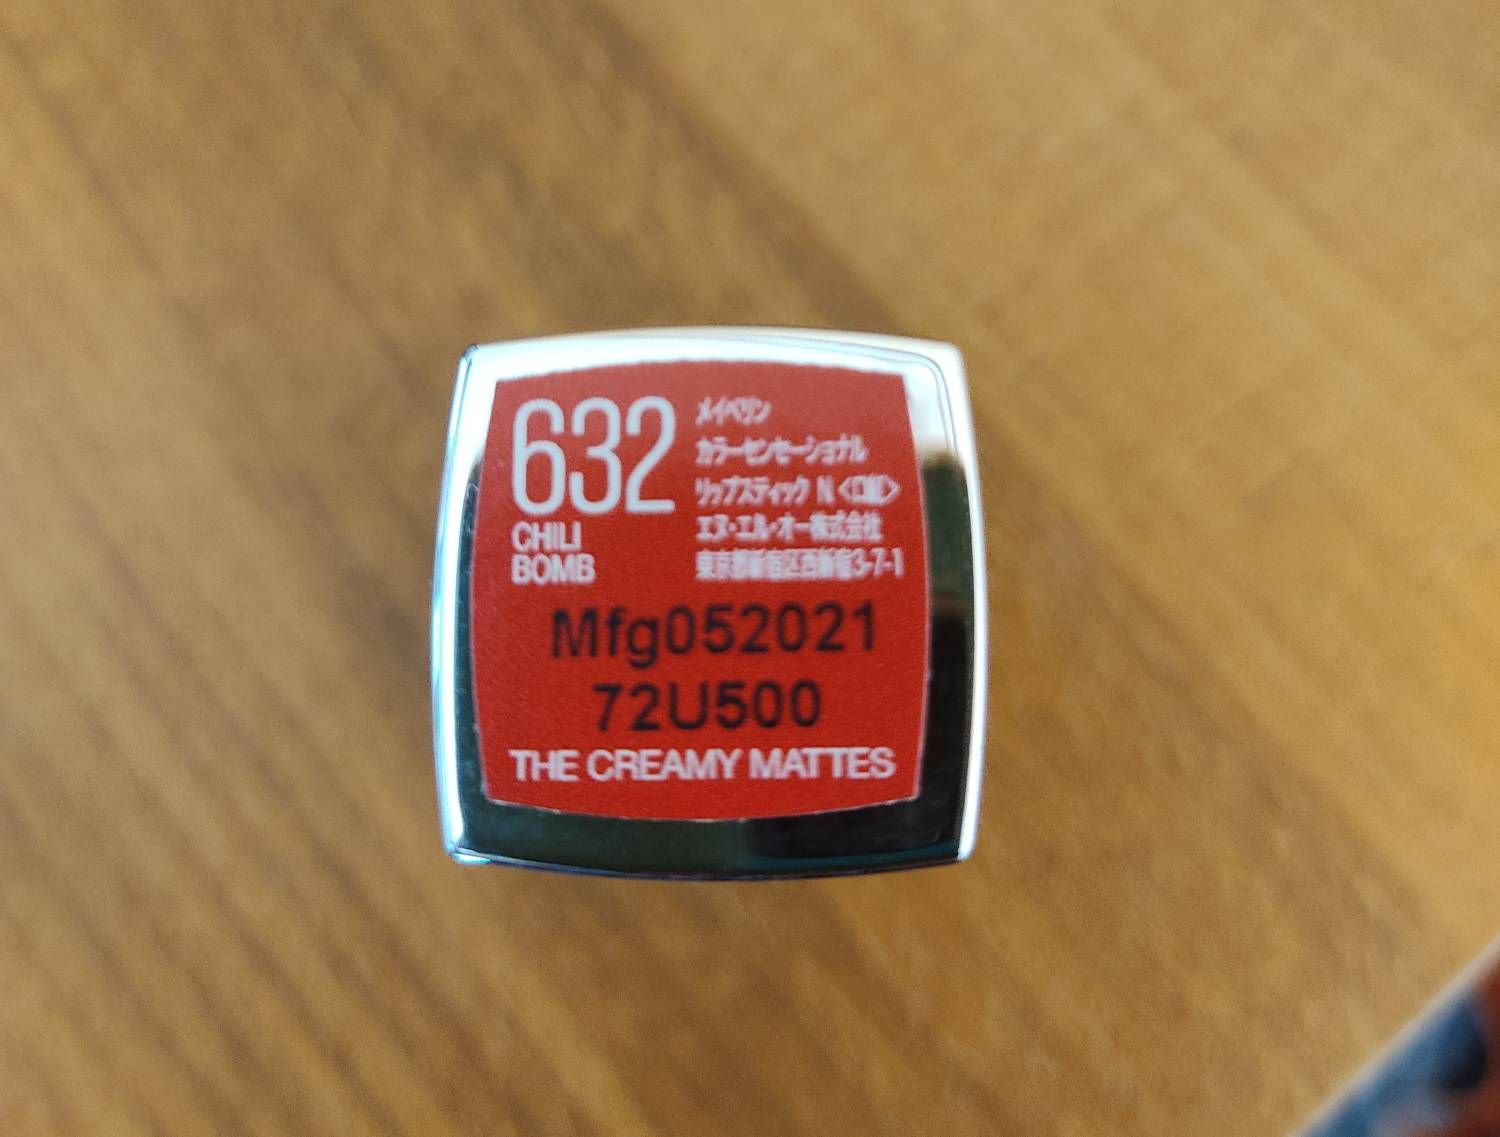 632
CHILI
BOMB
メイベリン
カラーセンセーショナル
リップスティック N <口紅>
エヌ・エル・オー株式会社
東京都新宿区西新宿3-7-1
Mfg052021
72U500
THE CREAMY MATTES